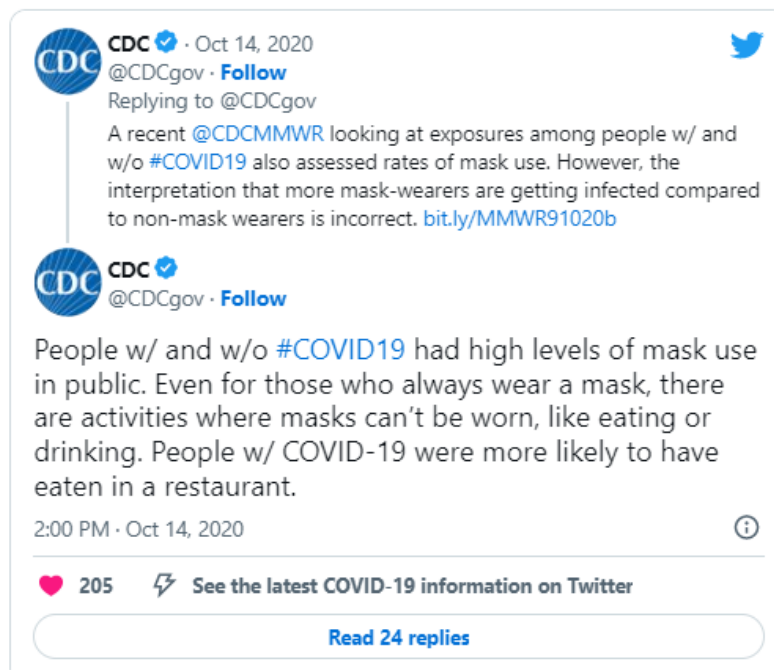 CDC
CDC · Oct 14, 2020
@CDCgov · Follow
Replying to @CDCgov
A recent @CDCMMWR looking at exposures among people w/ and
w/o #COVID19 also assessed rates of mask use. However, the
interpretation that more mask-wearers are getting infected compared
to non-mask wearers is incorrect. bit.ly/MMWR91020b
CDC
CDC
@CDCgov · Follow
People w/ and w/o #COVID19 had high levels of mask use
in public. Even for those who always wear a mask, there
are activities where masks can't be worn, like eating or
drinking. People w/ COVID-19 were more likely to have
eaten in a restaurant.
2:00 PM · Oct 14, 2020
205 See the latest COVID-19 information on Twitter
Read 24 replies